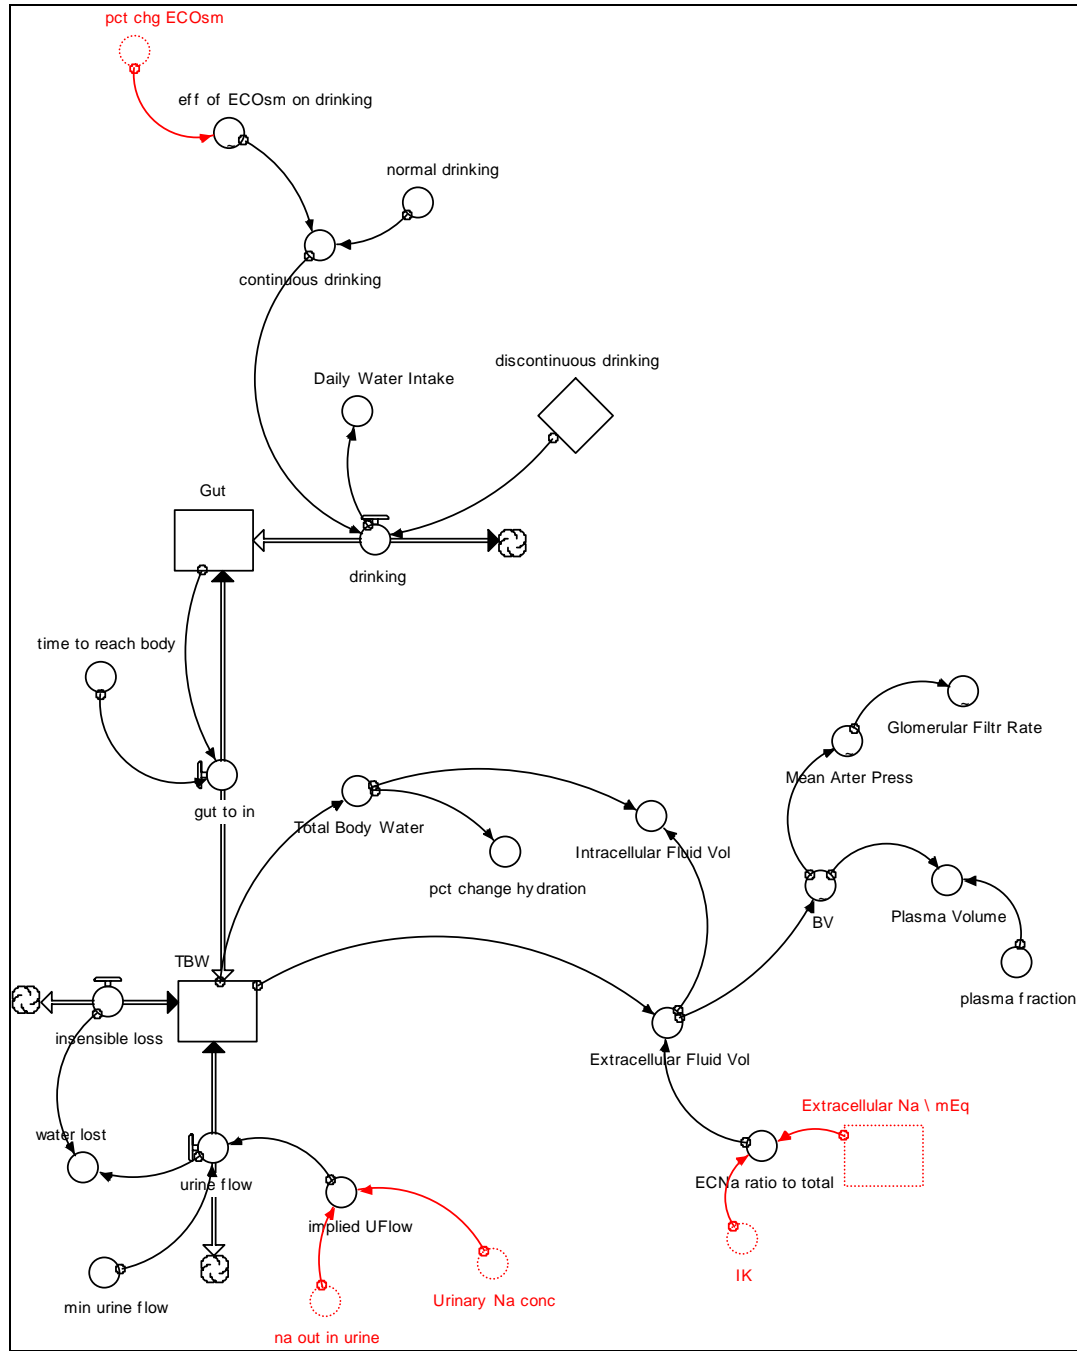 pct chg ECOsm
eff of ECOsm on drinking
normal drinking
continuous drinking
discontinuous drinking
Daily Water Intake
Gut
drinking
time to reach body
Glomerular Filtr Rate
Mean Arter Press
gut to in
Total Body Water
Intracellular Fluid Vol
pct change hydration
Plasma Volume
BV
TBW
plasma fraction
insensible loss
Extracellular Fluid Vol
Extracellular Na \ mEq
water lost
urine flow
ECNa ratio to total
implied UFlow
IK
min urine flow
Urinary Na conc
na out in urine